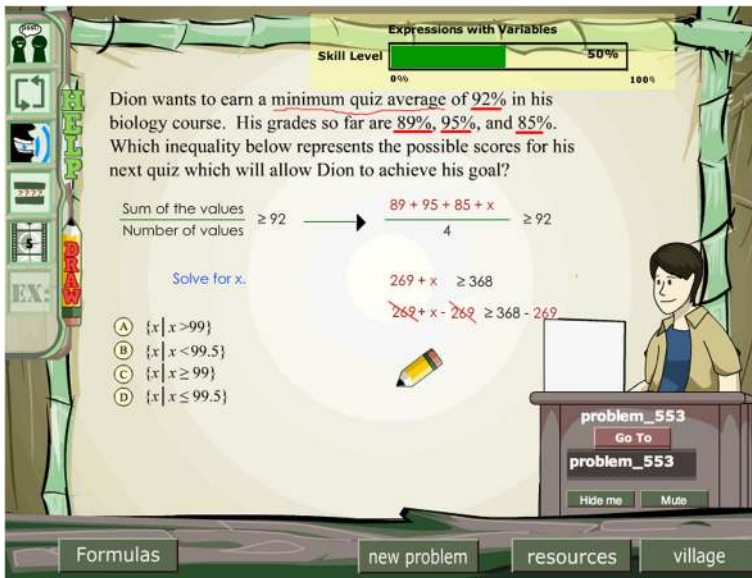 psst!
Expressions with Variables
Skill Level
50%
0%
100%
HELP
????
5
DRAW
EX:
Dion wants to earn a minimum quiz average of 92% in his
biology course. His grades so far are 89%, 95%, and 85%.
Which inequality below represents the possible scores for his
next quiz which will allow Dion to achieve his goal?
Sum of the values
Number of values
≥ 92
89 + 95 + 85 + x
4
≥ 92
Solve for x.
269 + x ≥ 368
269 + x - 269 ≥ 368 - 269
A {x | x >99}
B {x | x < 99.5}
C {x | x ≥ 99}
D {x | x ≤ 99.5}
problem_553
Go To
problem_553
Hide me
Mute
Formulas
new problem
resources
village